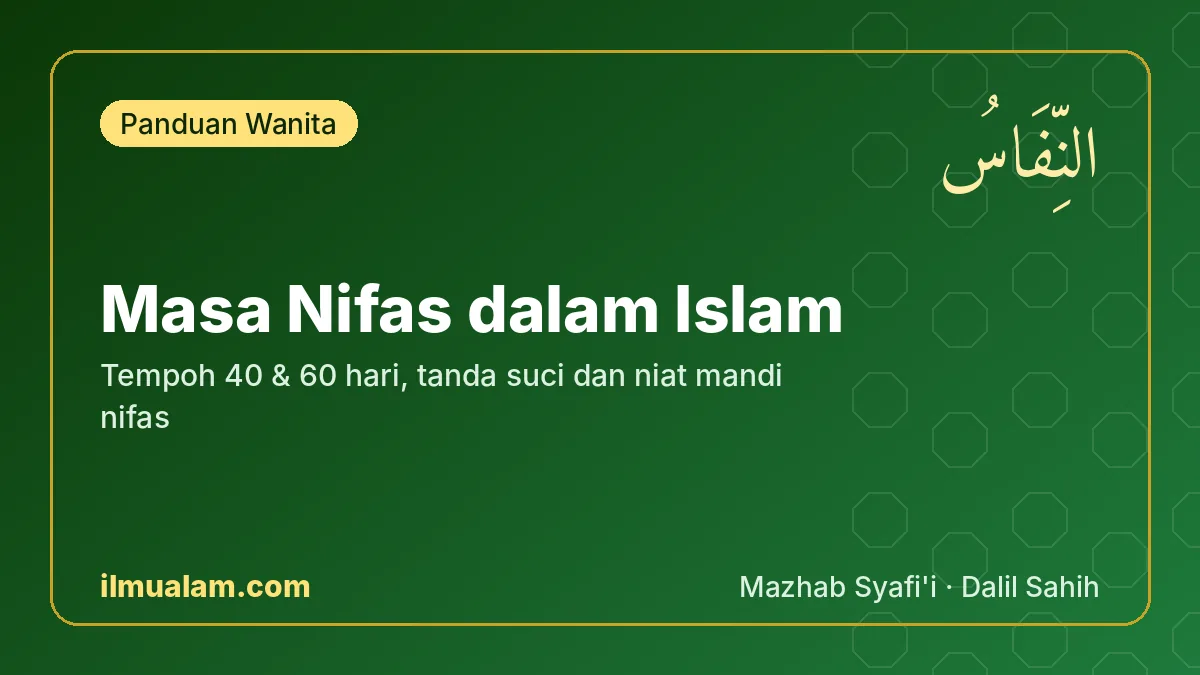 Panduan Wanita
النِّفَاسُ
Masa Nifas dalam Islam
Tempoh 40 & 60 hari, tanda suci dan niat mandi
nifas
ilmualam.com
Mazhab Syafi'i · Dalil Sahih